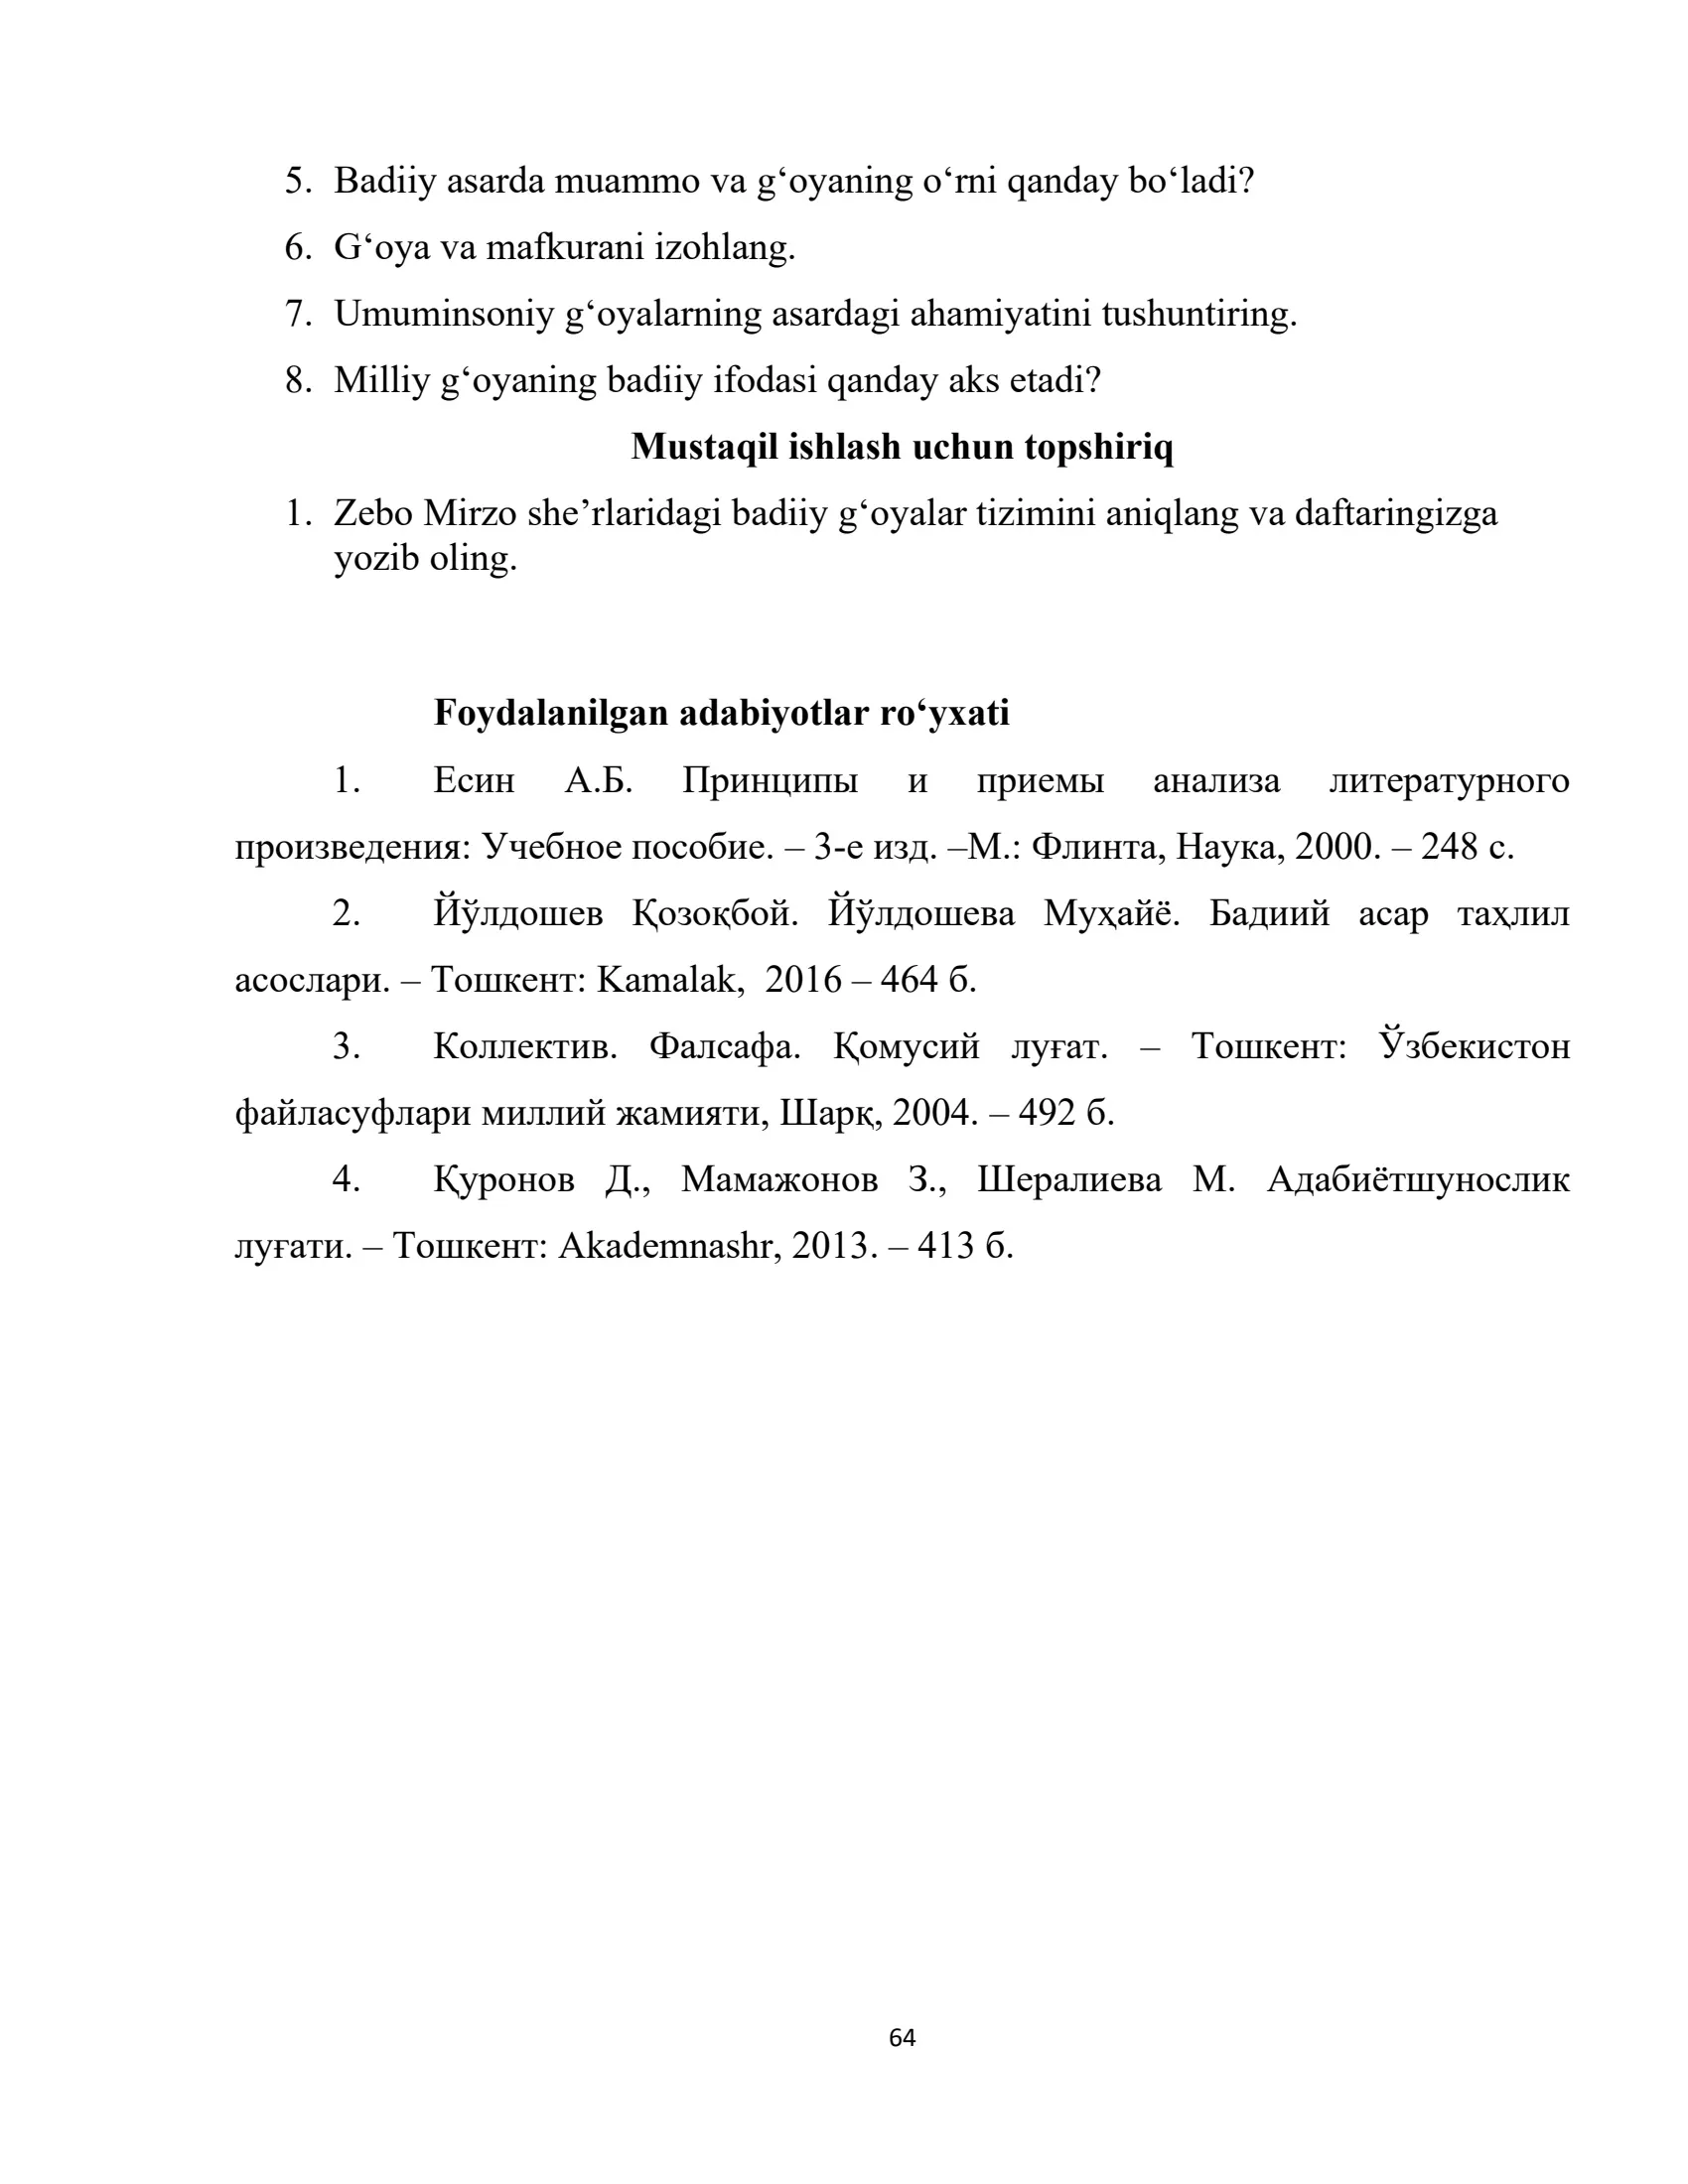 5. Badiiy asarda muammo va g‘oyaning o‘rni qanday bo‘ladi?
6. G‘oya va mafkurani izohlang.
7. Umuminsoniy g‘oyalarning asardagi ahamiyatini tushuntiring.
8. Milliy g‘oyaning badiiy ifodasi qanday aks etadi?
Mustaqil ishlash uchun topshiriq
1. Zebo Mirzo she’rlaridagi badiiy g‘oyalar tizimini aniqlang va daftaringizga
yozib oling.
Foydalanilgan adabiyotlar ro‘yxati
1. Есин А.Б. Принципы и приемы анализа литературного
произведения: Учебное пособие. – 3-е изд. –М.: Флинта, Наука, 2000. – 248 с.
2. Йўлдошев Қозоқбой. Йўлдошева Муҳайё. Бадиий асар таҳлил
асослари. – Тошкент: Kamalak, 2016 – 464 б.
3. Коллектив. Фалсафа. Қомусий луғат. – Тошкент: Ўзбекистон
файласуфлари миллий жамияти, Шарқ, 2004. – 492 б.
4. Қуронов Д., Мамажонов З., Шералиева М. Адабиётшунослик
луғати. – Тошкент: Akademnashr, 2013. – 413 б.
64